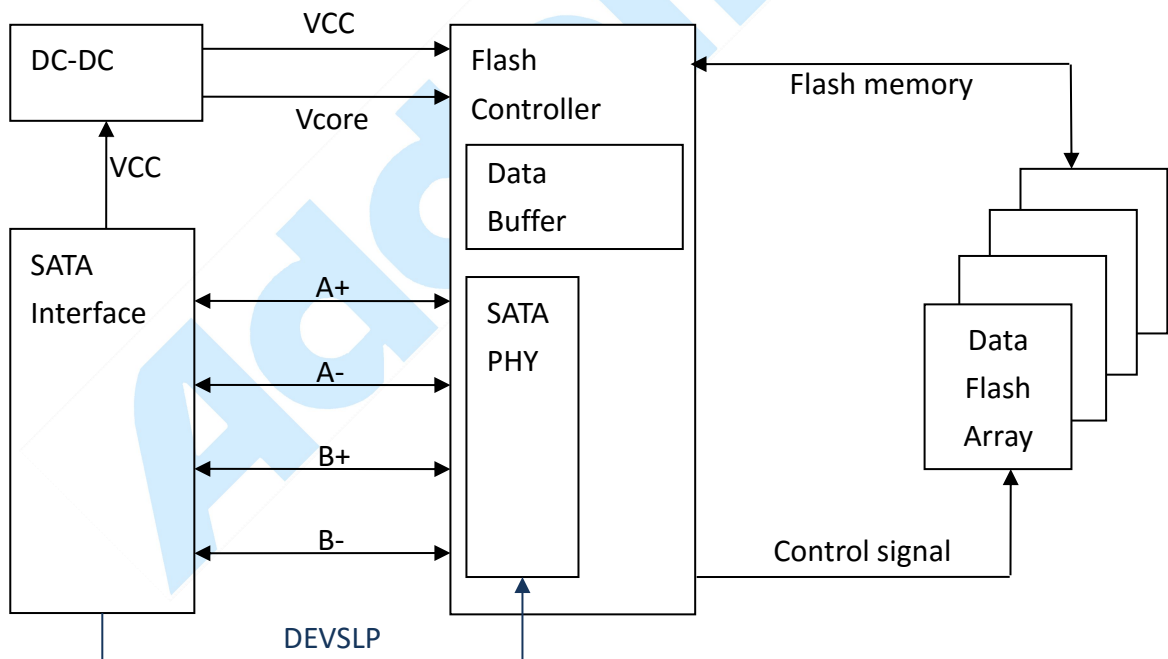 VCC
DC-DC
Flash
Controller
Flash memory
Vcore
VCC
Data
Buffer
SATA
Interface
A+
SATA
PHY
A-
Data
Flash
Array
B+
B-
Control signal
DEVSLP